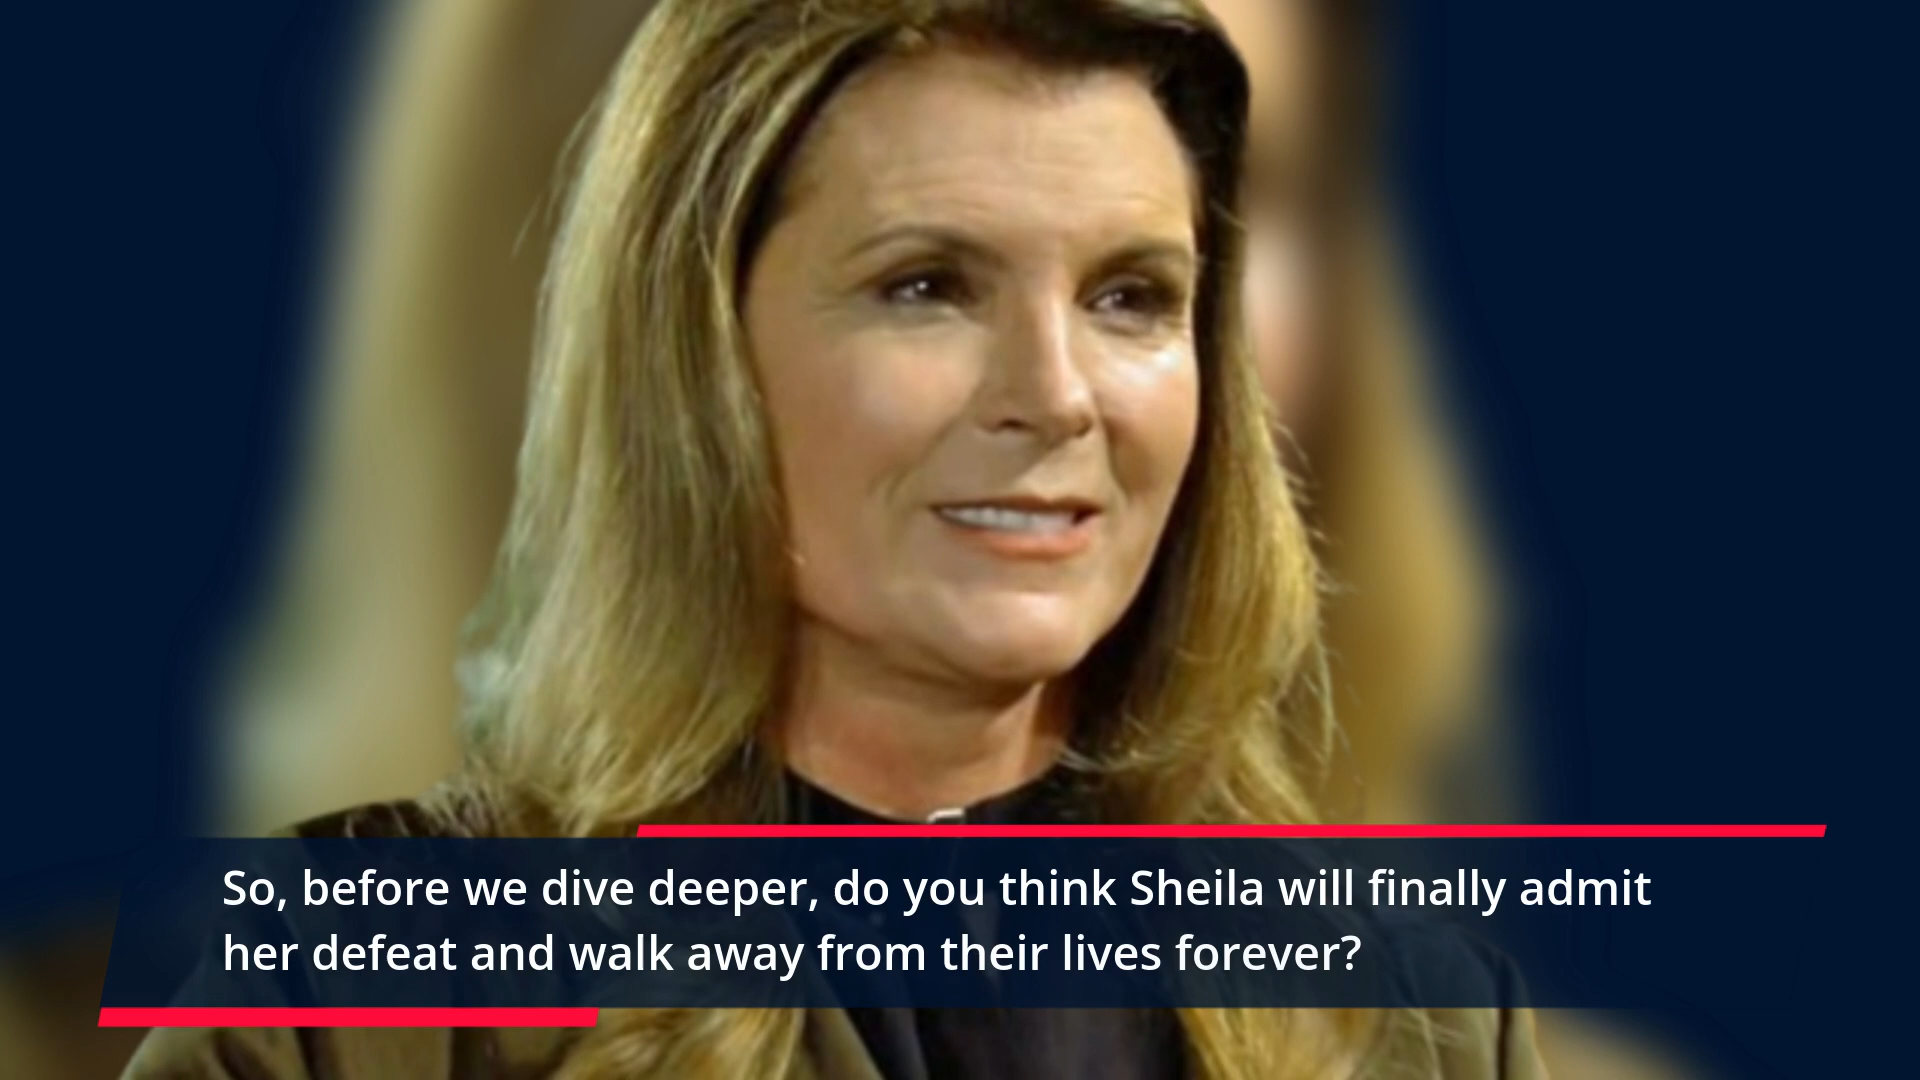 So, before we dive deeper, do you think Sheila will finally admit
her defeat and walk away from their lives forever?